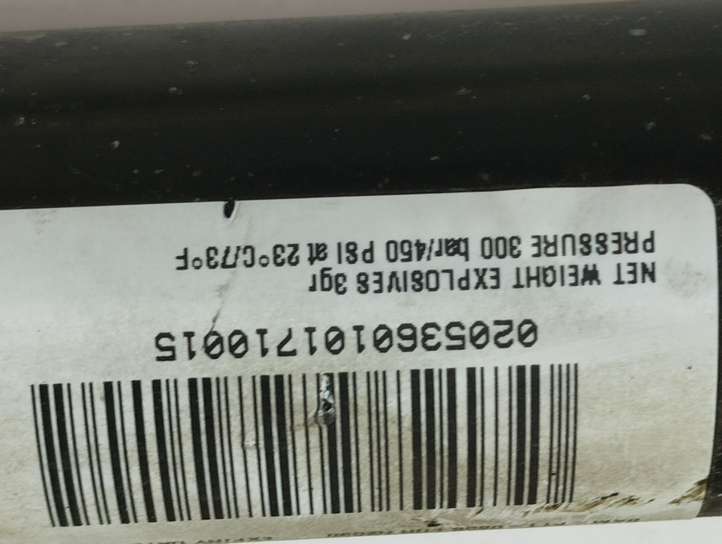 0205360101710015
NET WEIGHT EXPLOSIVES 3gr
PRESSURE 300 bar/450 PSI at 23°C/73°F